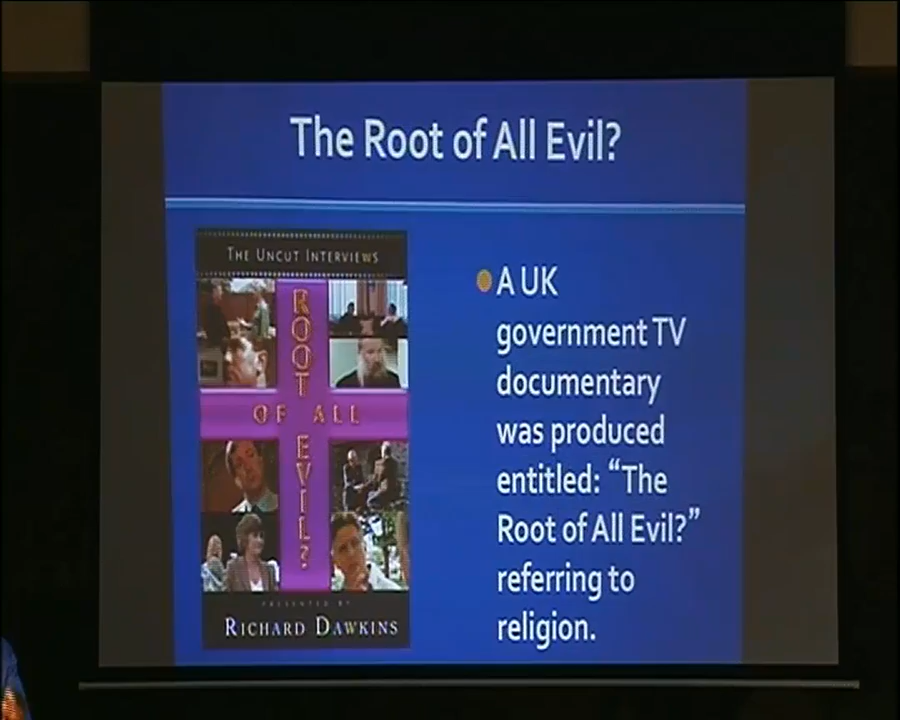 The Root of All Evil?
THE UNCUT INTERVIEWS
ROOT
OF ALL
EVIL?
PRESENTED BY
RICHARD DAWKINS
A UK
government TV
documentary
was produced
entitled: “The
Root of All Evil?”
referring to
religion.